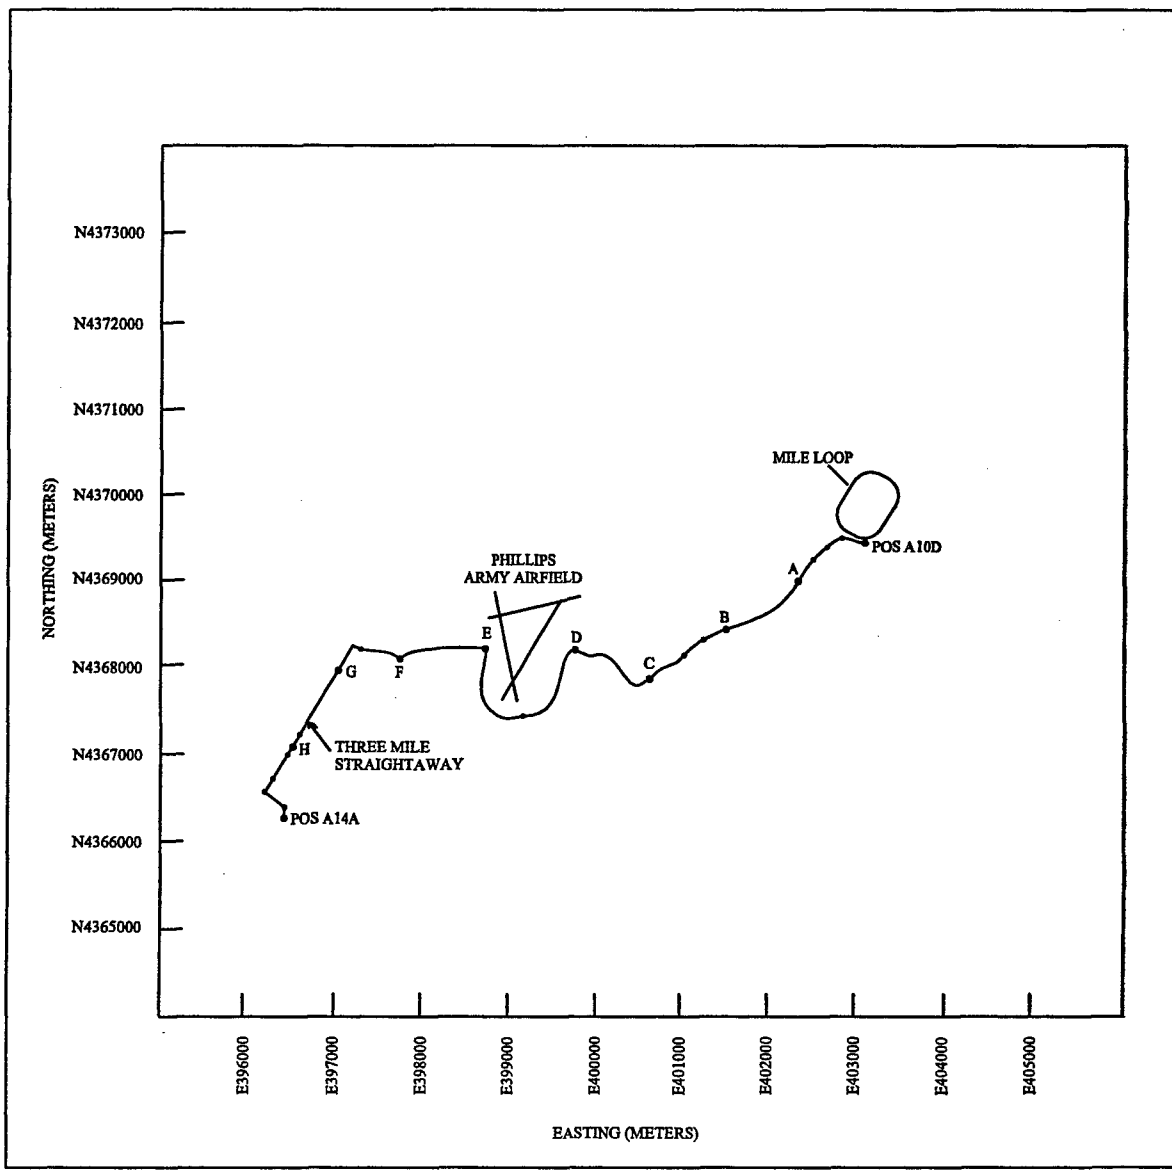 N4373000
N4372000
N4371000
N4370000
N4369000
N4368000
N4367000
N4366000
N4365000
NORTHING (METERS)
MILE LOOP
POS A10D
PHILLIPS
ARMY AIRFIELD
A
B
C
D
E
F
G
H
THREE MILE
STRAIGHTAWAY
POS A14A
E396000
E397000
E398000
E399000
E400000
E401000
E402000
E403000
E404000
E405000
EASTING (METERS)